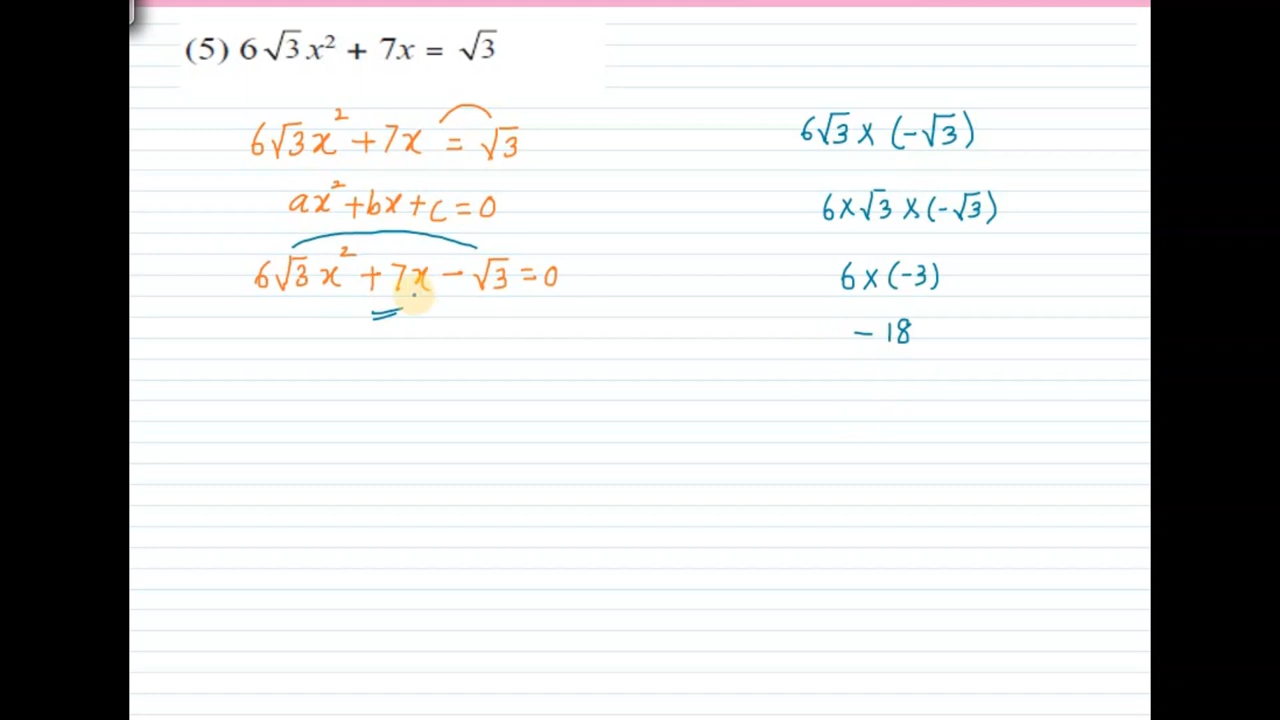 (5) 6√3x² + 7x = √3
6√3x² + 7x = √3
ax² + bx + c = 0
6√3x² + 7x - √3 = 0
6√3 × (-√3)
6 × √3 × (-√3)
6 × (-3)
- 18